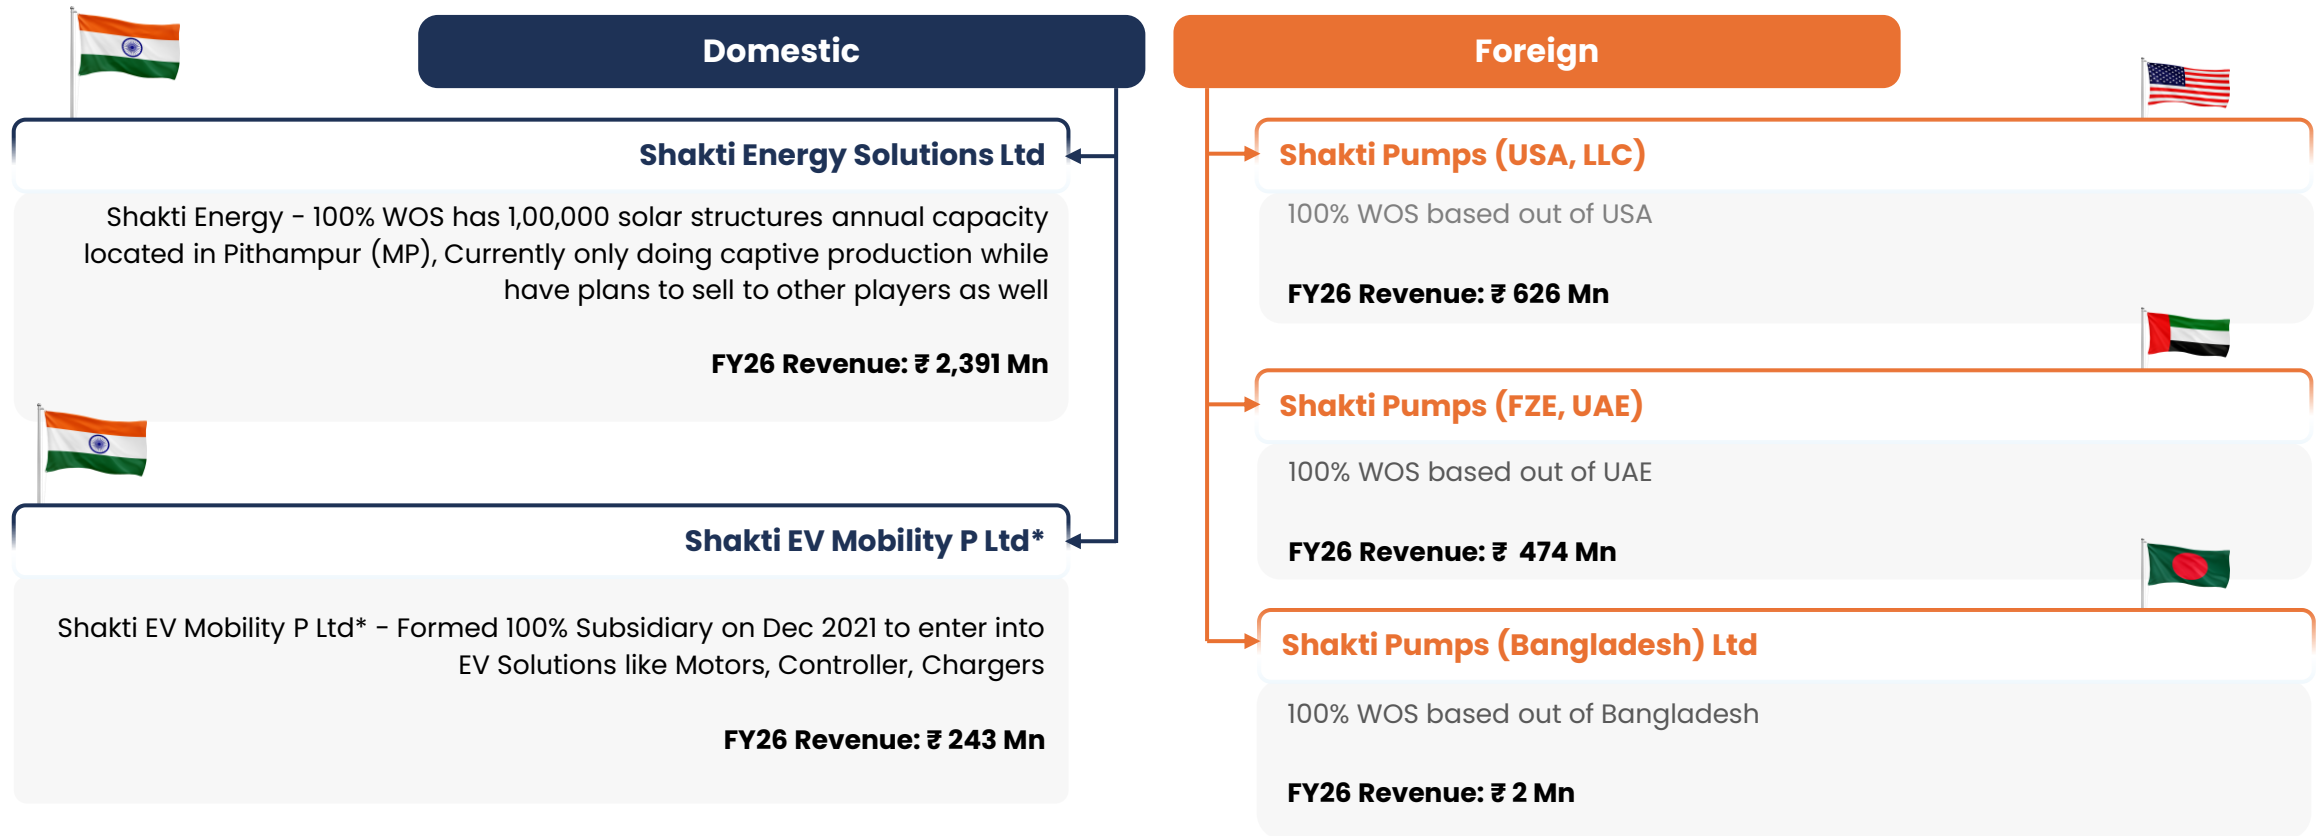 Domestic
Shakti Energy Solutions Ltd
Shakti Energy - 100% WOS has 1,00,000 solar structures annual capacity
located in Pithampur (MP), Currently only doing captive production while
have plans to sell to other players as well
FY26 Revenue: ₹ 2,391 Mn
Shakti EV Mobility P Ltd*
Shakti EV Mobility P Ltd* - Formed 100% Subsidiary on Dec 2021 to enter into
EV Solutions like Motors, Controller, Chargers
FY26 Revenue: ₹ 243 Mn
Foreign
Shakti Pumps (USA, LLC)
100% WOS based out of USA
FY26 Revenue: ₹ 626 Mn
Shakti Pumps (FZE, UAE)
100% WOS based out of UAE
FY26 Revenue: ₹ 474 Mn
Shakti Pumps (Bangladesh) Ltd
100% WOS based out of Bangladesh
FY26 Revenue: ₹ 2 Mn